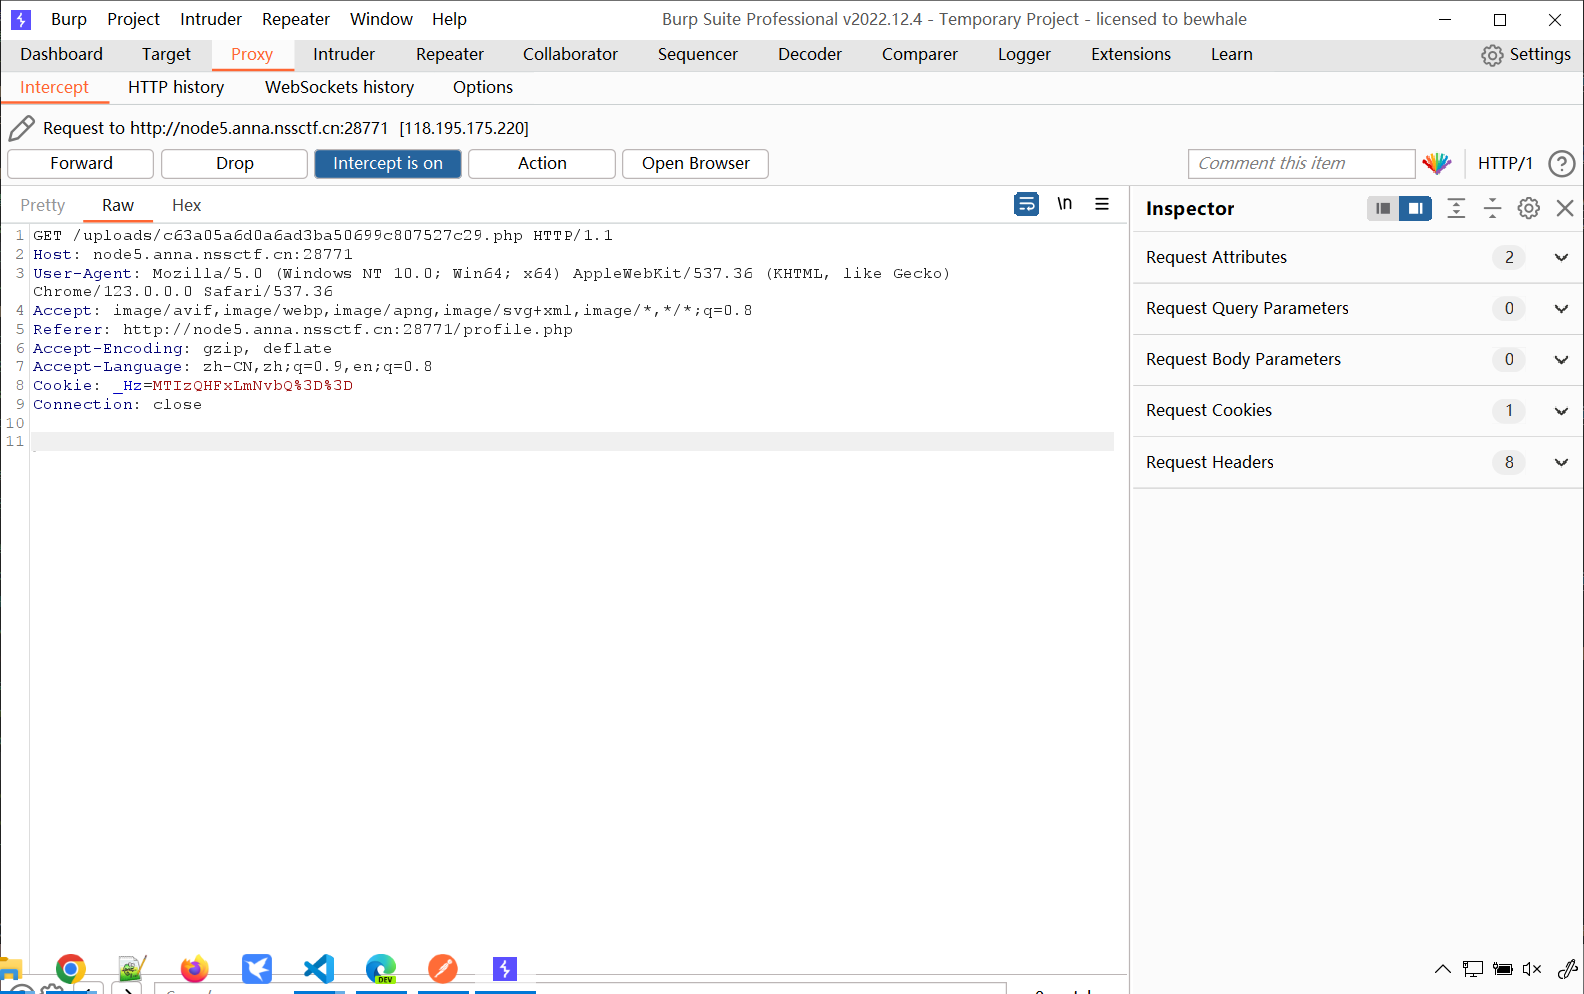 Burp Project Intruder Repeater Window Help Burp Suite Professional v2022.12.4 - Temporary Project - licensed to bewhale
Dashboard Target Proxy Intruder Repeater Collaborator Sequencer Decoder Comparer Logger Extensions Learn Settings
Intercept HTTP history WebSockets history Options
Request to http://node5.anna.nssctf.cn:28771 [118.195.175.220]
Forward Drop Intercept is on Action Open Browser Comment this item HTTP/1 ?
Pretty Raw Hex \n
Inspector
1 GET /uploads/c63a05a6d0a6ad3ba50699c807527c29.php HTTP/1.1
2 Host: node5.anna.nssctf.cn:28771
3 User-Agent: Mozilla/5.0 (Windows NT 10.0; Win64; x64) AppleWebKit/537.36 (KHTML, like Gecko)
Chrome/123.0.0.0 Safari/537.36
4 Accept: image/avif,image/webp,image/apng,image/svg+xml,image/*,*/*;q=0.8
5 Referer: http://node5.anna.nssctf.cn:28771/profile.php
6 Accept-Encoding: gzip, deflate
7 Accept-Language: zh-CN,zh;q=0.9,en;q=0.8
8 Cookie: _Hz=MTIzQHFxLmNvbQ%3D%3D
9 Connection: close
10
11
Request Attributes 2
Request Query Parameters 0
Request Body Parameters 0
Request Cookies 1
Request Headers 8
DEV